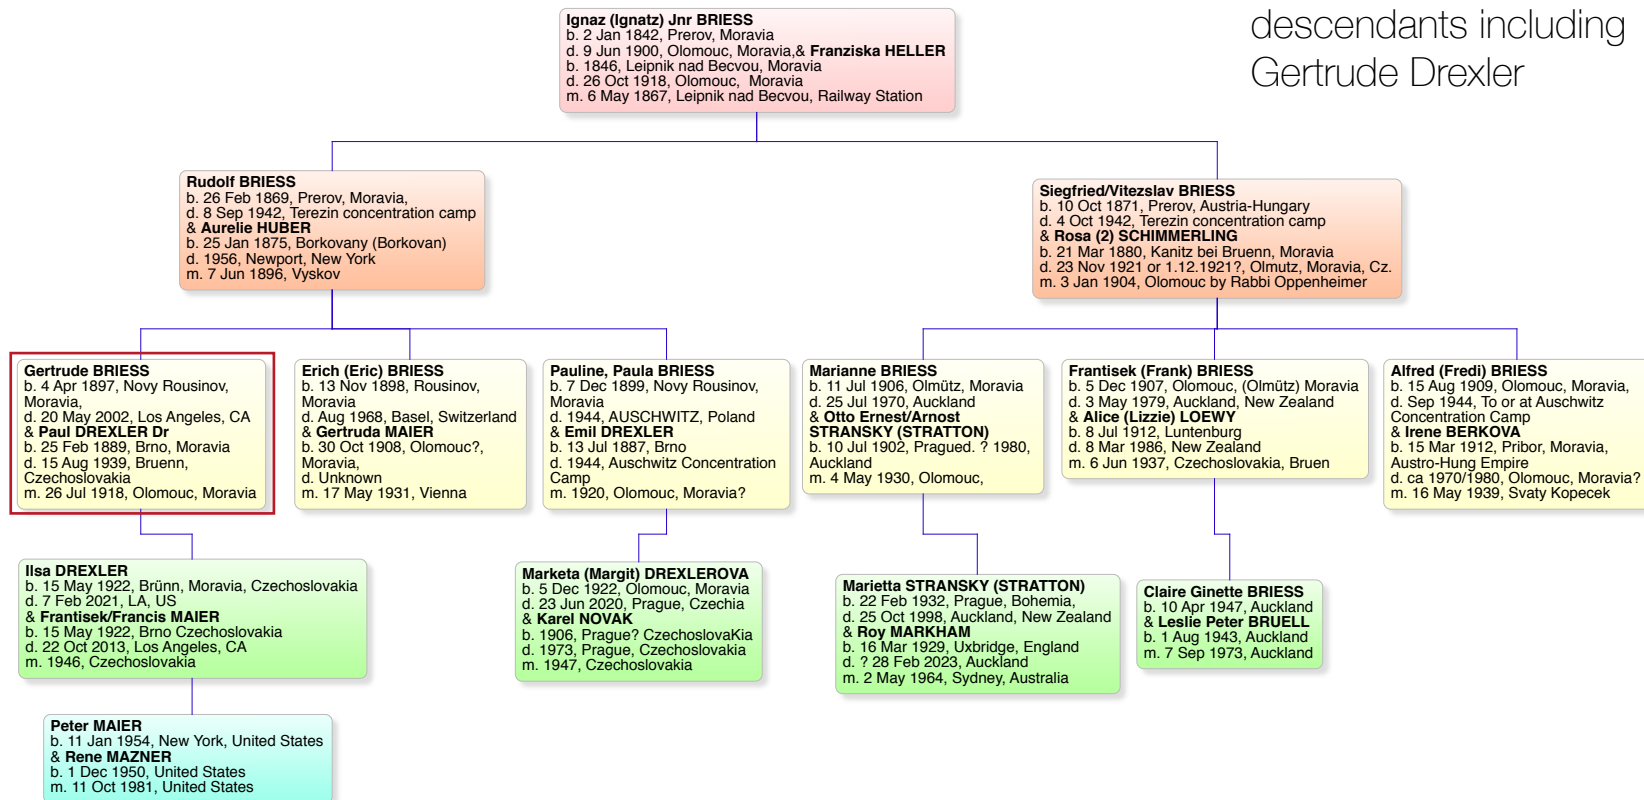 descendants including
Gertrude Drexler
Ignaz (Ignatz) Jnr BRIESS
b. 2 Jan 1842, Prerov, Moravia
d. 9 Jun 1900, Olomouc, Moravia,& Franziska HELLER
b. 1846, Leipnik nad Becvou, Moravia
d. 26 Oct 1918, Olomouc, Moravia
m. 6 May 1867, Leipnik nad Becvou, Railway Station
Rudolf BRIESS
b. 26 Feb 1869, Prerov, Moravia,
d. 8 Sep 1942, Terezin concentration camp
& Aurelie HUBER
b. 25 Jan 1875, Borkovany (Borkovan)
d. 1956, Newport, New York
m. 7 Jun 1896, Vyskov
Siegfried/Vitezslav BRIESS
b. 10 Oct 1871, Prerov, Austria-Hungary
d. 4 Oct 1942, Terezin concentration camp
& Rosa (2) SCHIMMERLING
b. 21 Mar 1880, Kanitz bei Bruenn, Moravia
d. 23 Nov 1921 or 1.12.1921?, Olmutz, Moravia, Cz.
m. 3 Jan 1904, Olomouc by Rabbi Oppenheimer
Gertrude BRIESS
b. 4 Apr 1897, Novy Rousinov,
Moravia,
d. 20 May 2002, Los Angeles, CA
& Paul DREXLER Dr
b. 25 Feb 1889, Brno, Moravia
d. 15 Aug 1939, Bruenn,
Czechoslovakia
m. 26 Jul 1918, Olomouc, Moravia
Erich (Eric) BRIESS
b. 13 Nov 1898, Rousinov,
Moravia
d. Aug 1968, Basel, Switzerland
& Gertruda MAIER
b. 30 Oct 1908, Olomouc?,
Moravia,
d. Unknown
m. 17 May 1931, Vienna
Pauline, Paula BRIESS
b. 7 Dec 1899, Novy Rousinov,
Moravia
d. 1944, AUSCHWITZ, Poland
& Emil DREXLER
b. 13 Jul 1887, Brno
d. 1944, Auschwitz Concentration
Camp
m. 1920, Olomouc, Moravia?
Marianne BRIESS
b. 11 Jul 1906, Olmütz, Moravia
d. 25 Jul 1970, Auckland
& Otto Ernest/Arnost
STRANSKY (STRATTON)
b. 10 Jul 1902, Pragued. ? 1980,
Auckland
m. 4 May 1930, Olomouc,
Frantisek (Frank) BRIESS
b. 5 Dec 1907, Olomouc, (Olmütz) Moravia
d. 3 May 1979, Auckland, New Zealand
& Alice (Lizzie) LOEWY
b. 8 Jul 1912, Luntenburg
d. 8 Mar 1986, New Zealand
m. 6 Jun 1937, Czechoslovakia, Bruen
Alfred (Fredi) BRIESS
b. 15 Aug 1909, Olomouc, Moravia,
d. Sep 1944, To or at Auschwitz
Concentration Camp
& Irene BERKOVA
b. 15 Mar 1912, Pribor, Moravia,
Austro-Hung Empire
d. ca 1970/1980, Olomouc, Moravia?
m. 16 May 1939, Svaty Kopecek
Ilsa DREXLER
b. 15 May 1922, Brünn, Moravia, Czechoslovakia
d. 7 Feb 2021, LA, US
& Frantisek/Francis MAIER
b. 15 May 1922, Brno Czechoslovakia
d. 22 Oct 2013, Los Angeles, CA
m. 1946, Czechoslovakia
Marketa (Margit) DREXLEROVA
b. 5 Dec 1922, Olomouc, Moravia
d. 23 Jun 2020, Prague, Czechia
& Karel NOVAK
b. 1906, Prague? CzechoslovaKia
d. 1973, Prague, Czechoslovakia
m. 1947, Czechoslovakia
Marietta STRANSKY (STRATTON)
b. 22 Feb 1932, Prague, Bohemia,
d. 25 Oct 1998, Auckland, New Zealand
& Roy MARKHAM
b. 16 Mar 1929, Uxbridge, England
d. ? 28 Feb 2023, Auckland
m. 2 May 1964, Sydney, Australia
Claire Ginette BRIESS
b. 10 Apr 1947, Auckland
& Leslie Peter BRUELL
b. 1 Aug 1943, Auckland
m. 7 Sep 1973, Auckland
Peter MAIER
b. 11 Jan 1954, New York, United States
& Rene MAZNER
b. 1 Dec 1950, United States
m. 11 Oct 1981, United States